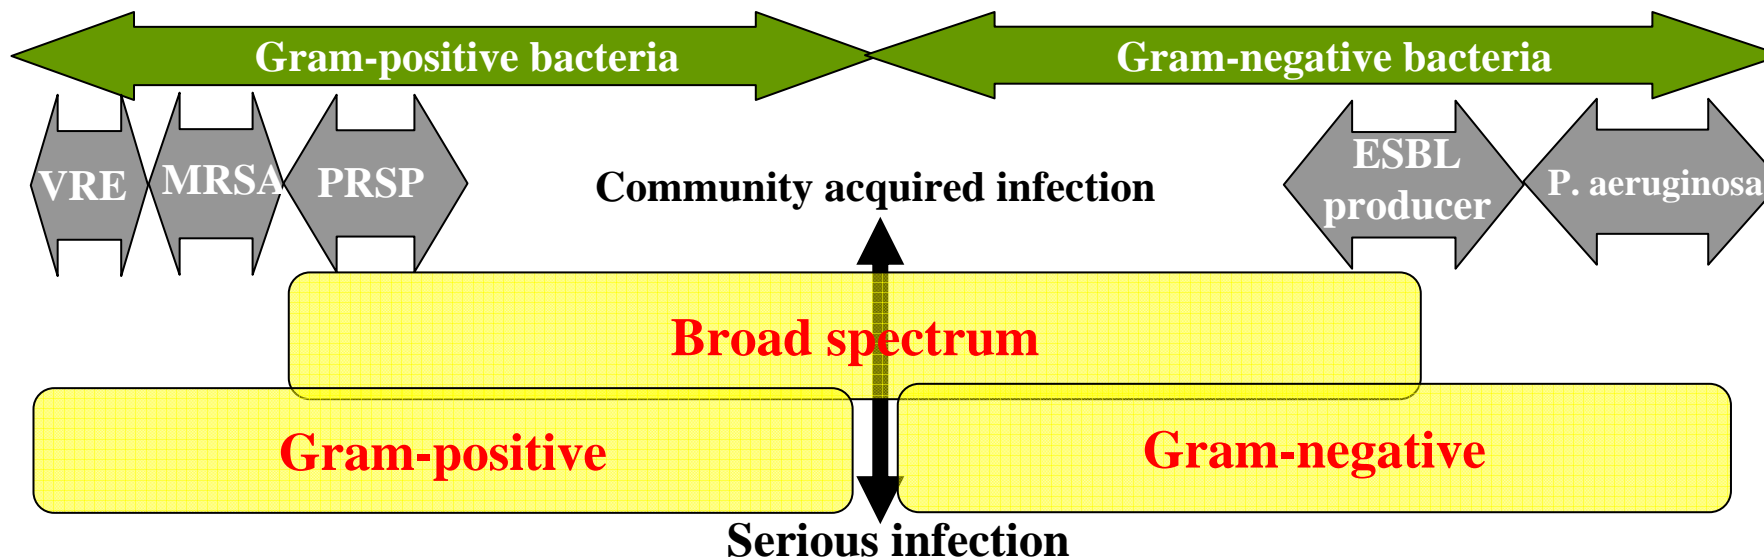 Gram-positive bacteria
Gram-negative bacteria
VRE
MRSA
PRSP
ESBL
producer
P. aeruginosa
Community acquired infection
Broad spectrum
Gram-positive
Gram-negative
Serious infection